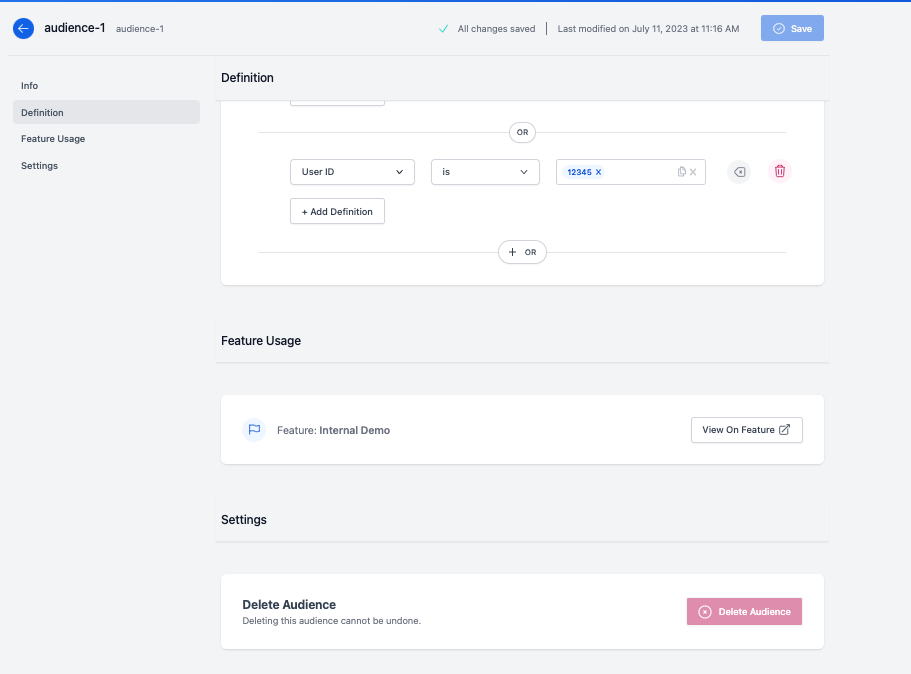 audience-1 audience-1 All changes saved Last modified on July 11, 2023 at 11:16 AM Save
Info
Definition
Feature Usage
Settings
Definition
OR
User ID is 12345
+ Add Definition
+ OR
Feature Usage
Feature: Internal Demo View On Feature
Settings
Delete Audience
Deleting this audience cannot be undone.
Delete Audience